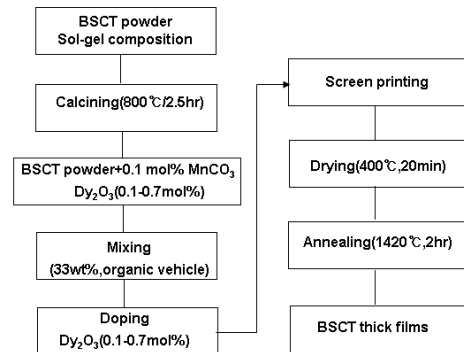 BSCT powder
Sol-gel composition
Calcining(800℃/2.5hr)
BSCT powder+0.1 mol% MnCO₃
Dy₂O₃(0.1-0.7mol%)
Mixing
(33wt%,organic vehicle)
Doping
Dy₂O₃(0.1-0.7mol%)
Screen printing
Drying(400℃,20min)
Annealing(1420℃,2hr)
BSCT thick films